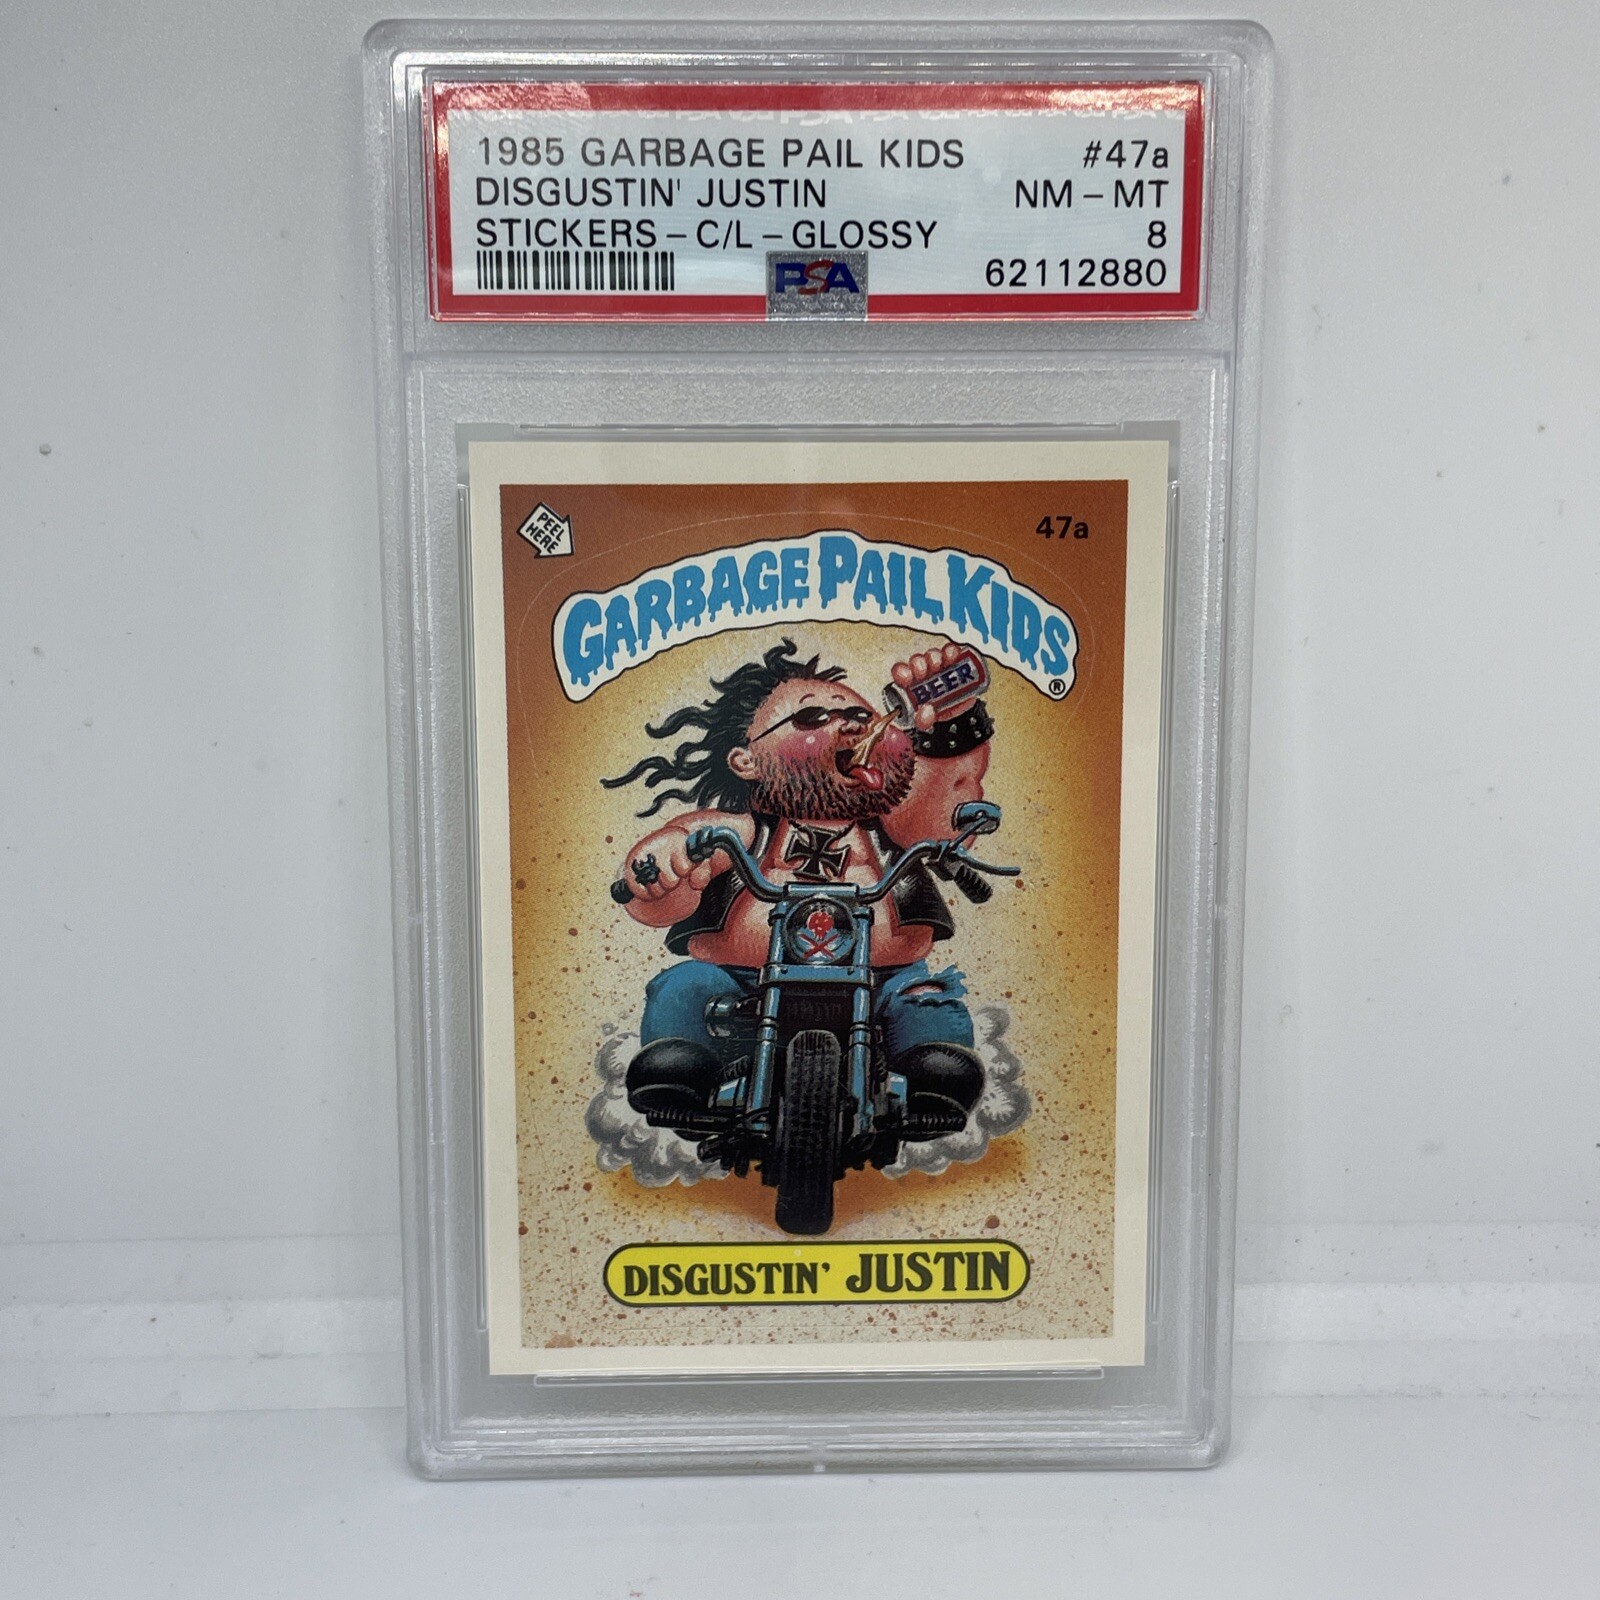 1985 GARBAGE PAIL KIDS #47a
DISGUSTIN' JUSTIN NM-MT
STICKERS-C/L-GLOSSY 8
PSA 62112880
PEEL HERE
47a
GARBAGE PAIL KIDS ®
BEER
DISGUSTIN' JUSTIN